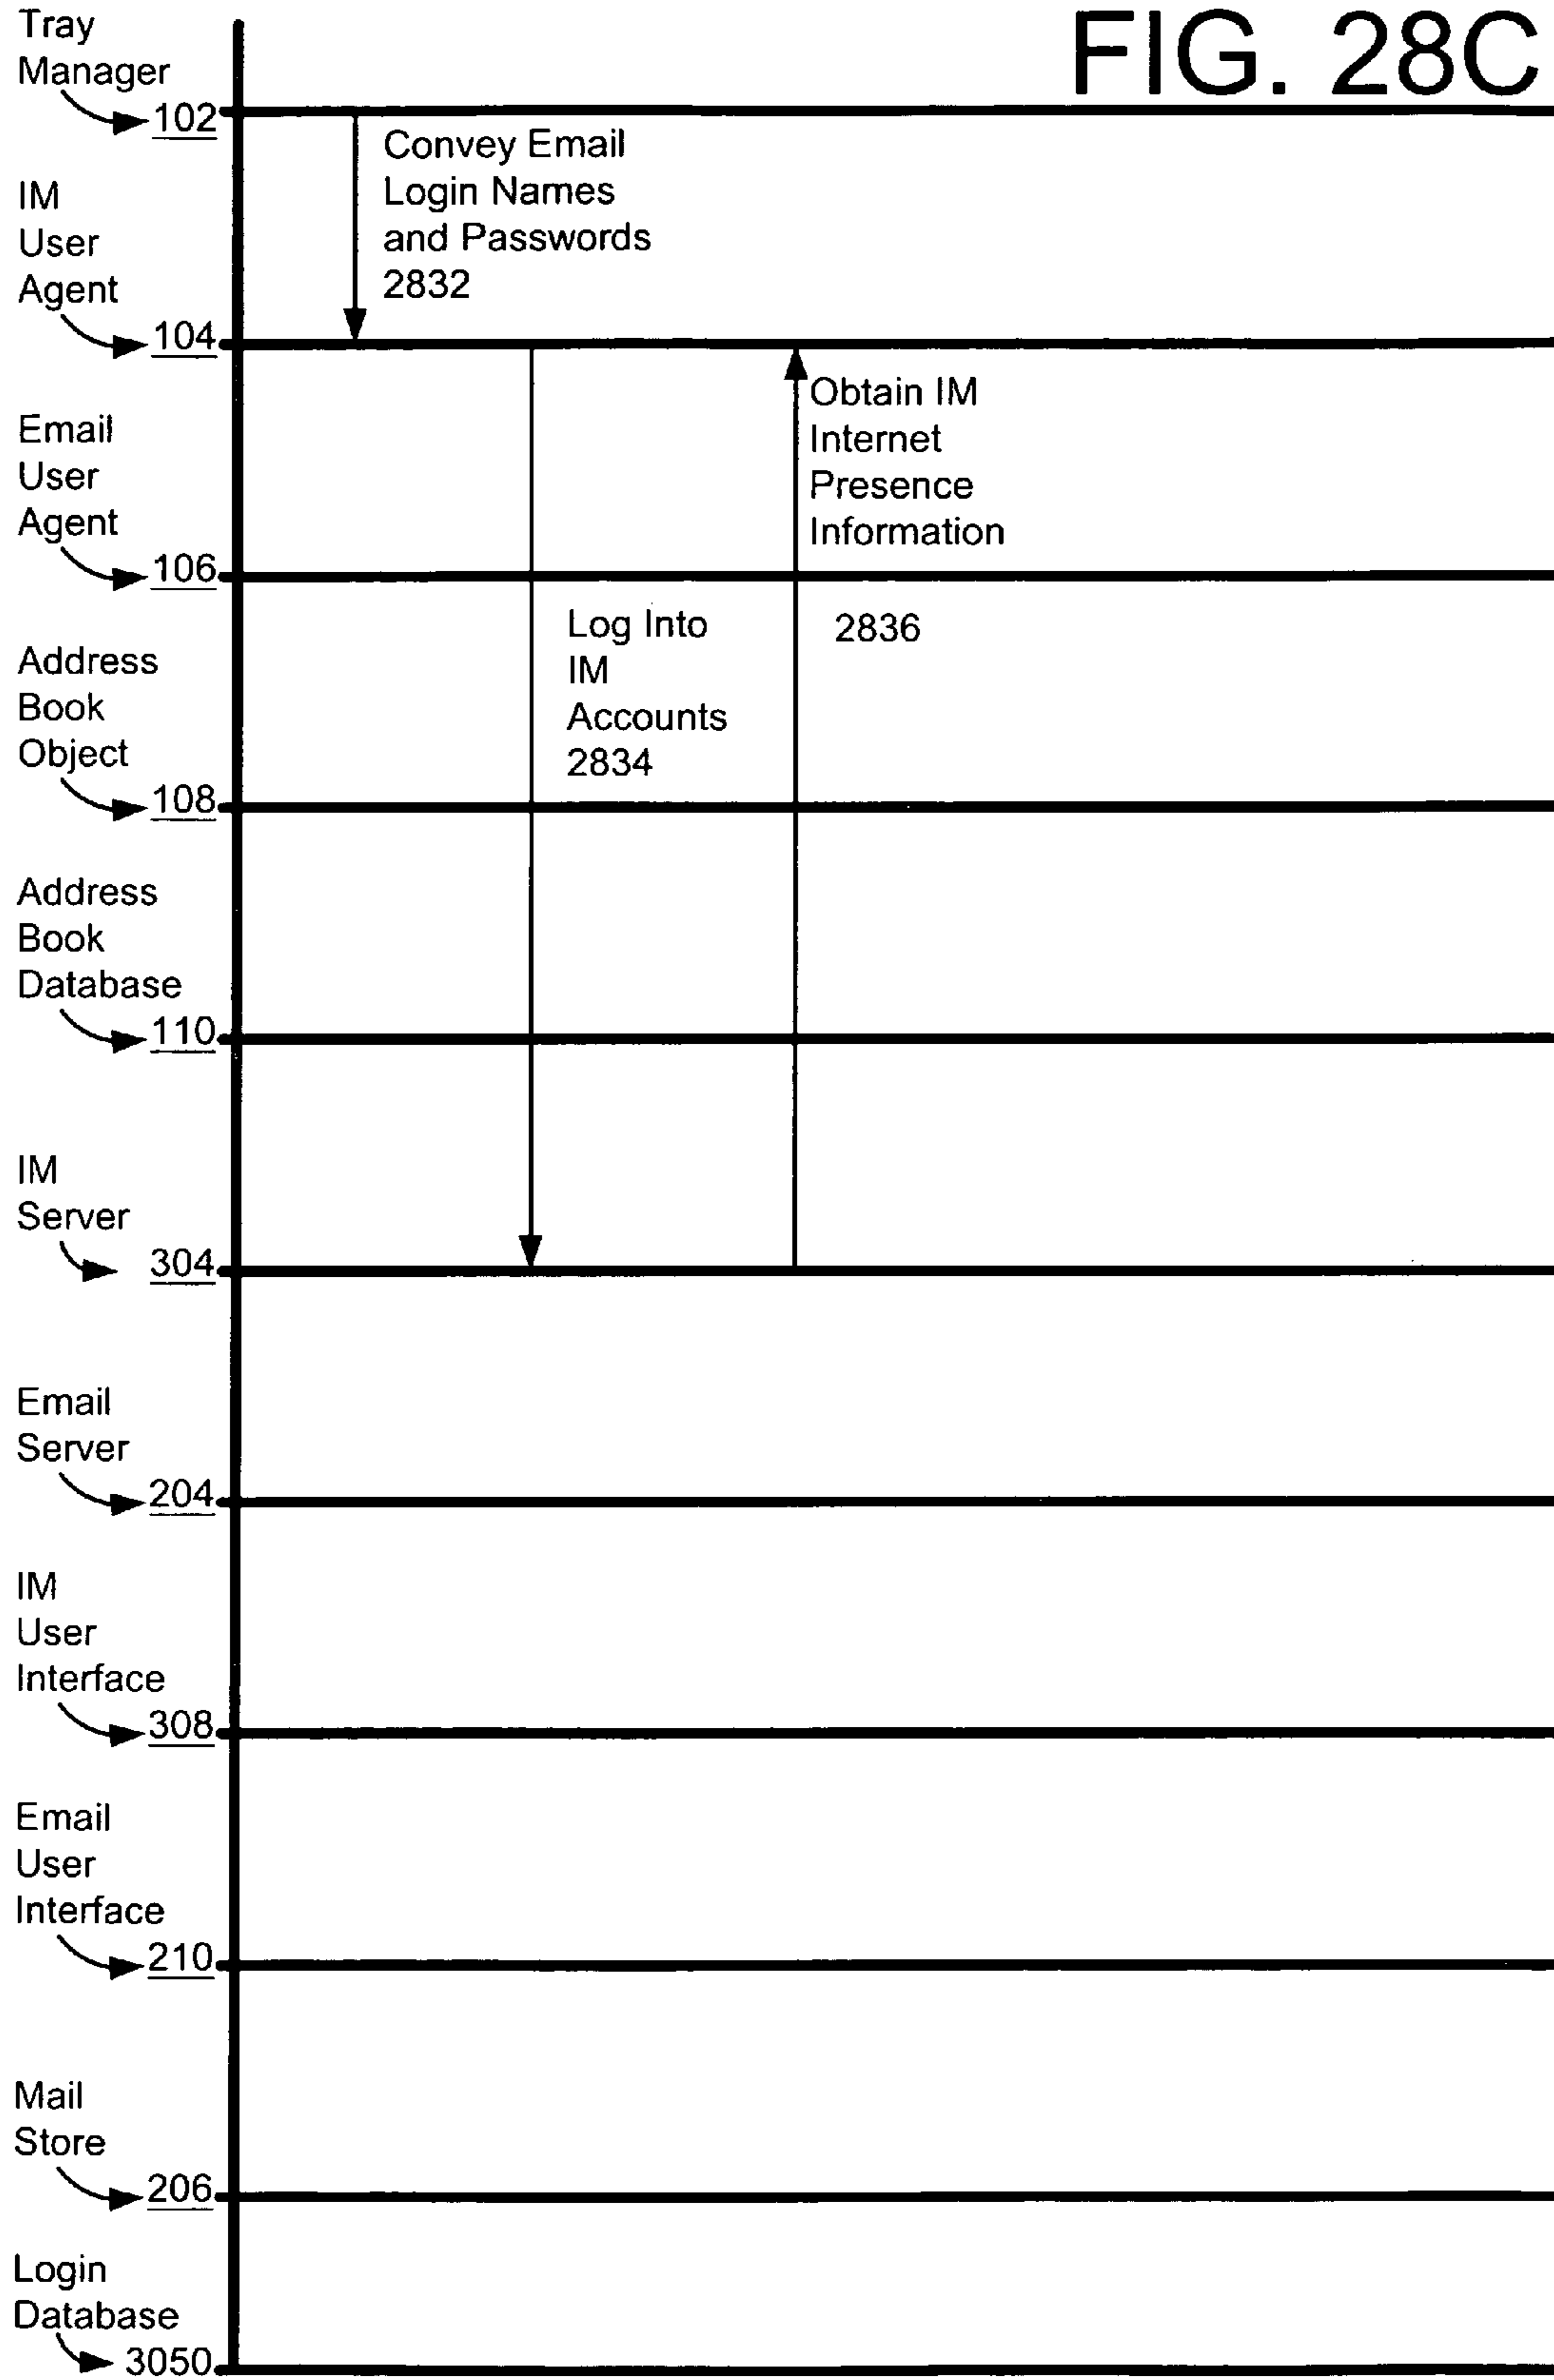 FIG. 28C
Tray
Manager
102
Convey Email
Login Names
and Passwords
2832
IM
User
Agent
104
Obtain IM
Internet
Presence
Information
2836
Email
User
Agent
106
Log Into
IM
Accounts
2834
Address
Book
Object
108
Address
Book
Database
110
IM
Server
304
Email
Server
204
IM
User
Interface
308
Email
User
Interface
210
Mail
Store
206
Login
Database
3050